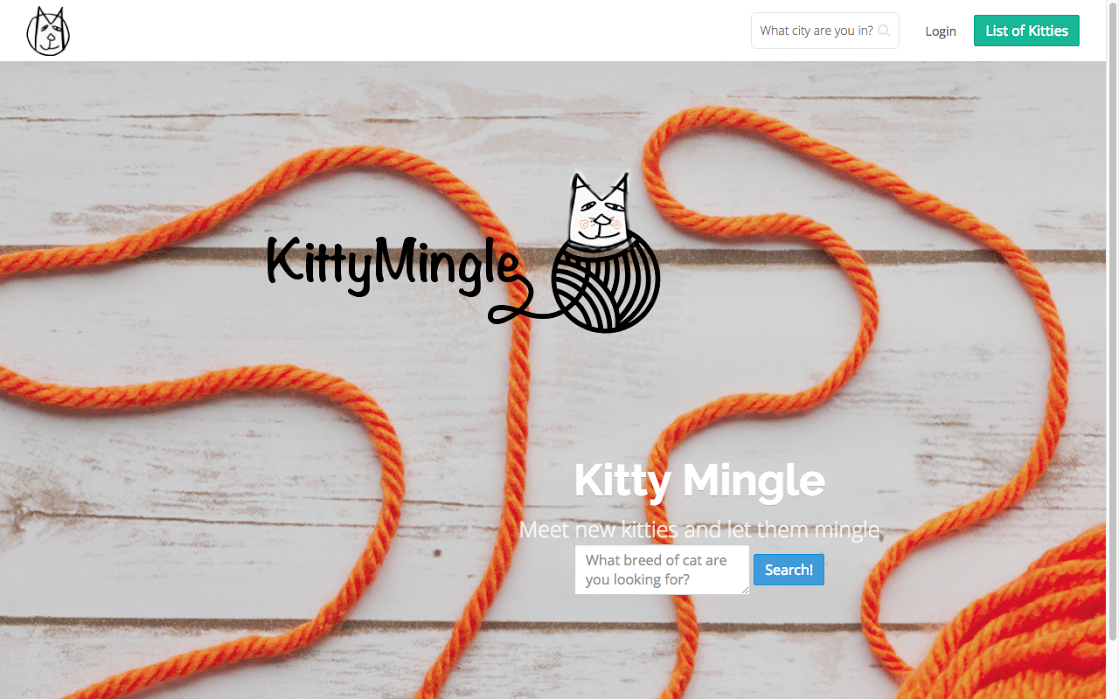 What city are you in?
Login
List of Kitties
KittyMingle
Kitty Mingle
Meet new kitties and let them mingle
What breed of cat are
you looking for?
Search!